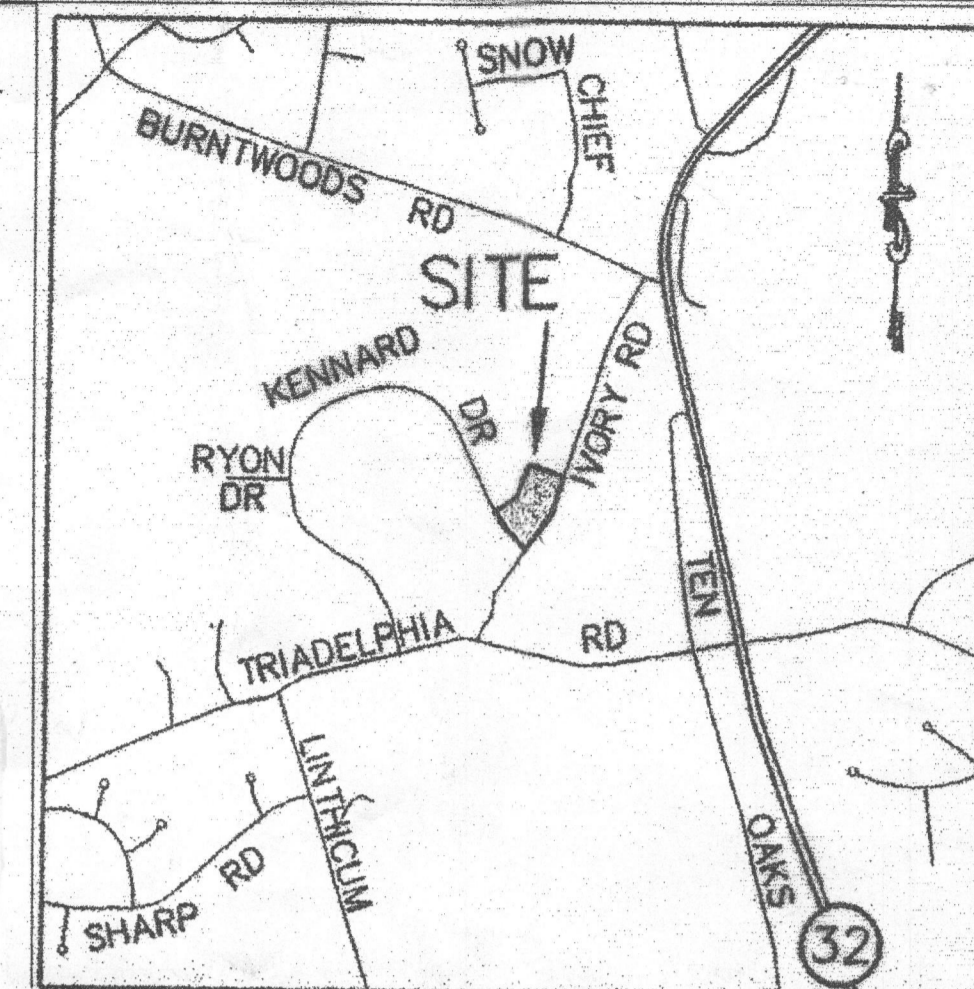 SNOW
CHIEF
BURNTWOODS RD
SITE
KENNARD
DR
IVORY RD
RYON
DR
TEN
TRIADELPHIA
RD
LINTHICUM
OAKS
RD
SHARP
32